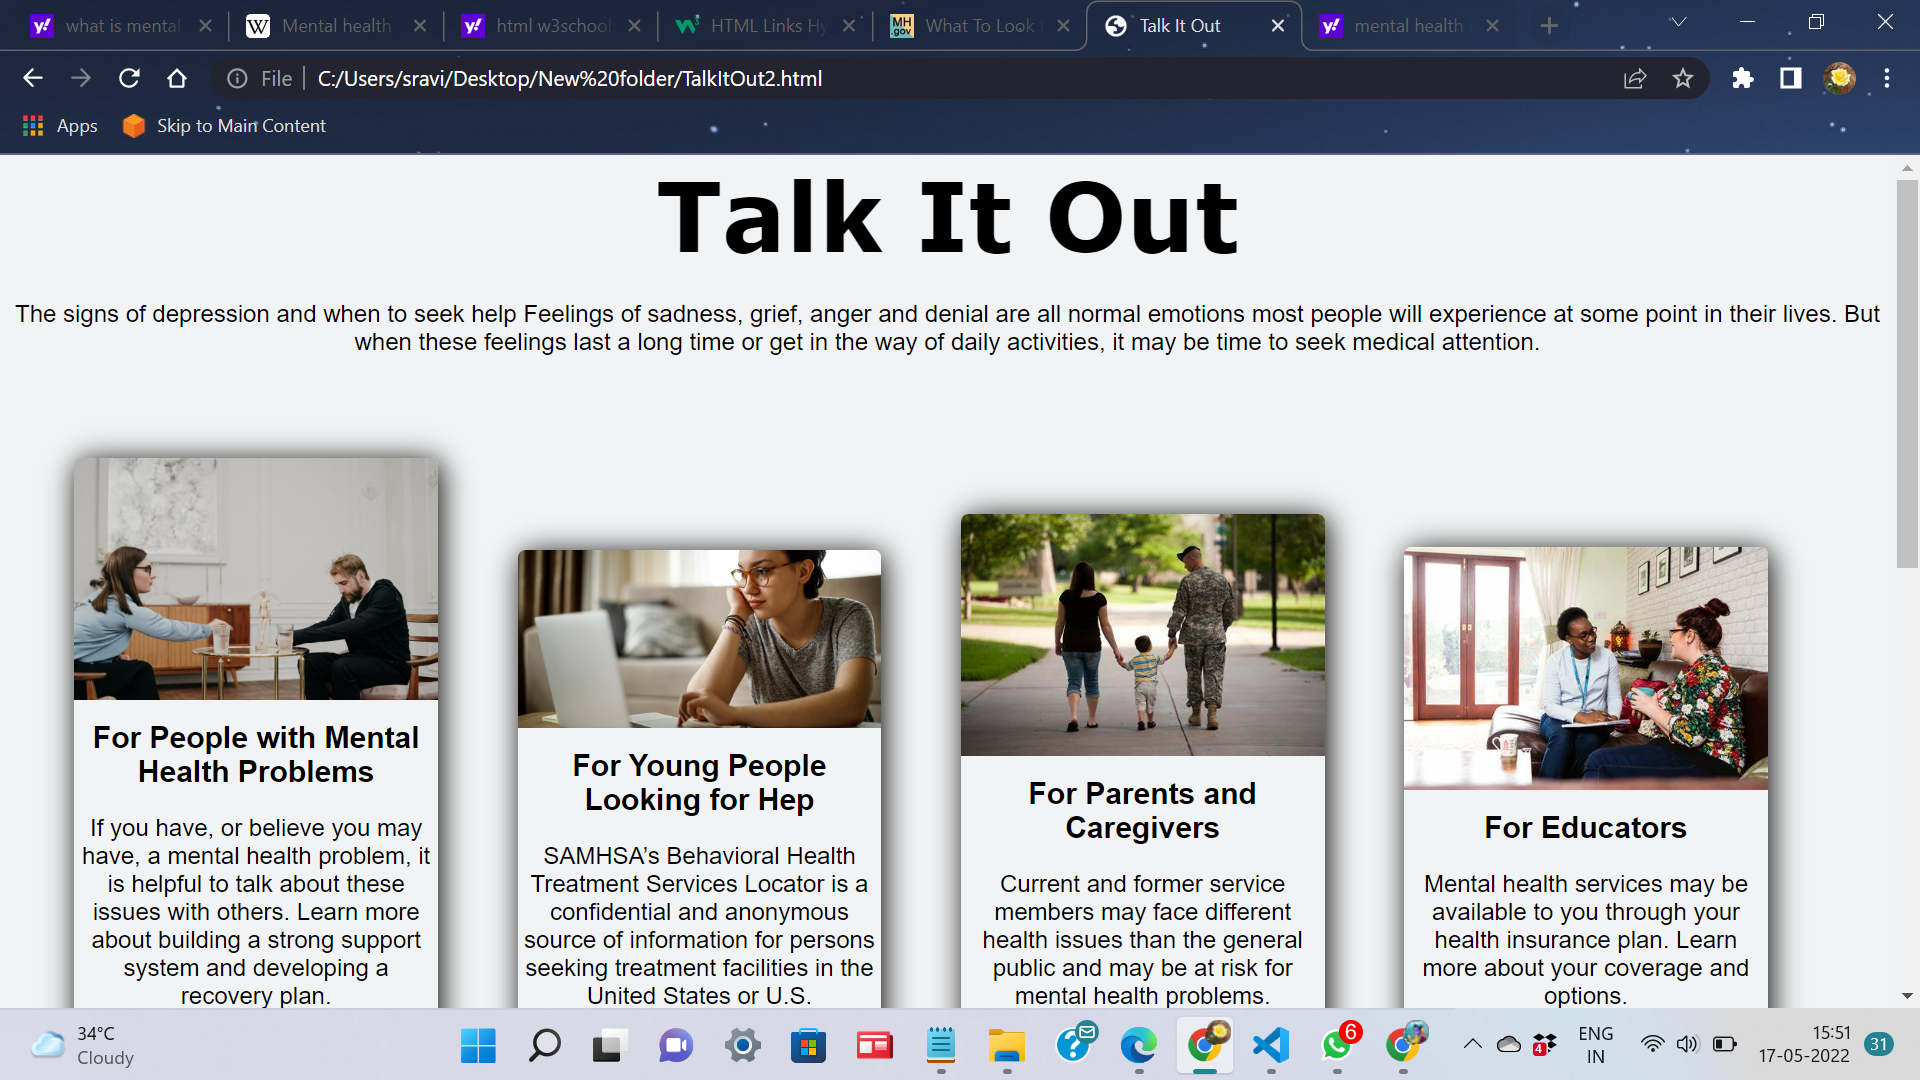 what is mental
Mental health
html w3school
HTML Links Hy
MH
.gov
What To Look
Talk It Out
mental health
File
C:/Users/sravi/Desktop/New%20folder/TalkItOut2.html
Apps
Skip to Main Content
Talk It Out
The signs of depression and when to seek help Feelings of sadness, grief, anger and denial are all normal emotions most people will experience at some point in their lives. But
when these feelings last a long time or get in the way of daily activities, it may be time to seek medical attention.
For People with Mental
Health Problems
If you have, or believe you may
have, a mental health problem, it
is helpful to talk about these
issues with others. Learn more
about building a strong support
system and developing a
recovery plan.
For Young People
Looking for Hep
SAMHSA’s Behavioral Health
Treatment Services Locator is a
confidential and anonymous
source of information for persons
seeking treatment facilities in the
United States or U.S.
For Parents and
Caregivers
Current and former service
members may face different
health issues than the general
public and may be at risk for
mental health problems.
For Educators
Mental health services may be
available to you through your
health insurance plan. Learn
more about your coverage and
options.
34°C
Cloudy
6
4
ENG
IN
15:51
17-05-2022
31